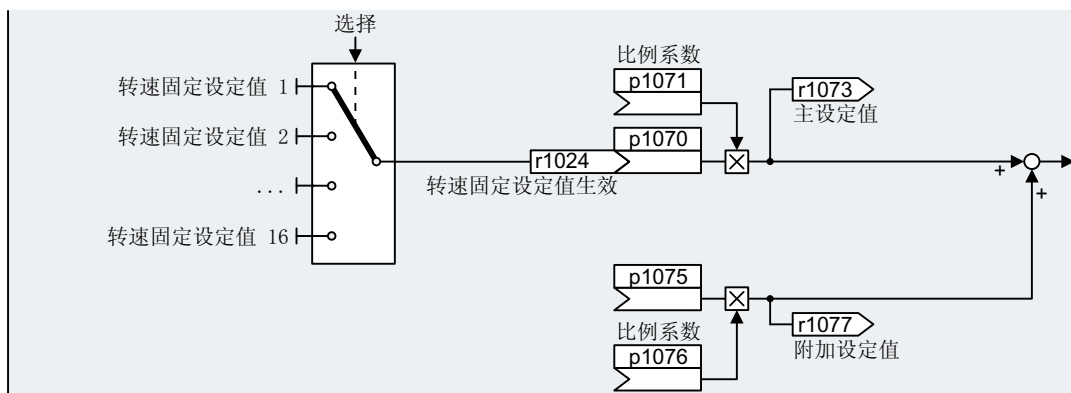 选择
转速固定设定值 1
转速固定设定值 2
...
转速固定设定值 16
r1024
转速固定设定值生效
比例系数
p1071
p1070
r1073
主设定值
+
+
p1075
比例系数
p1076
r1077
附加设定值